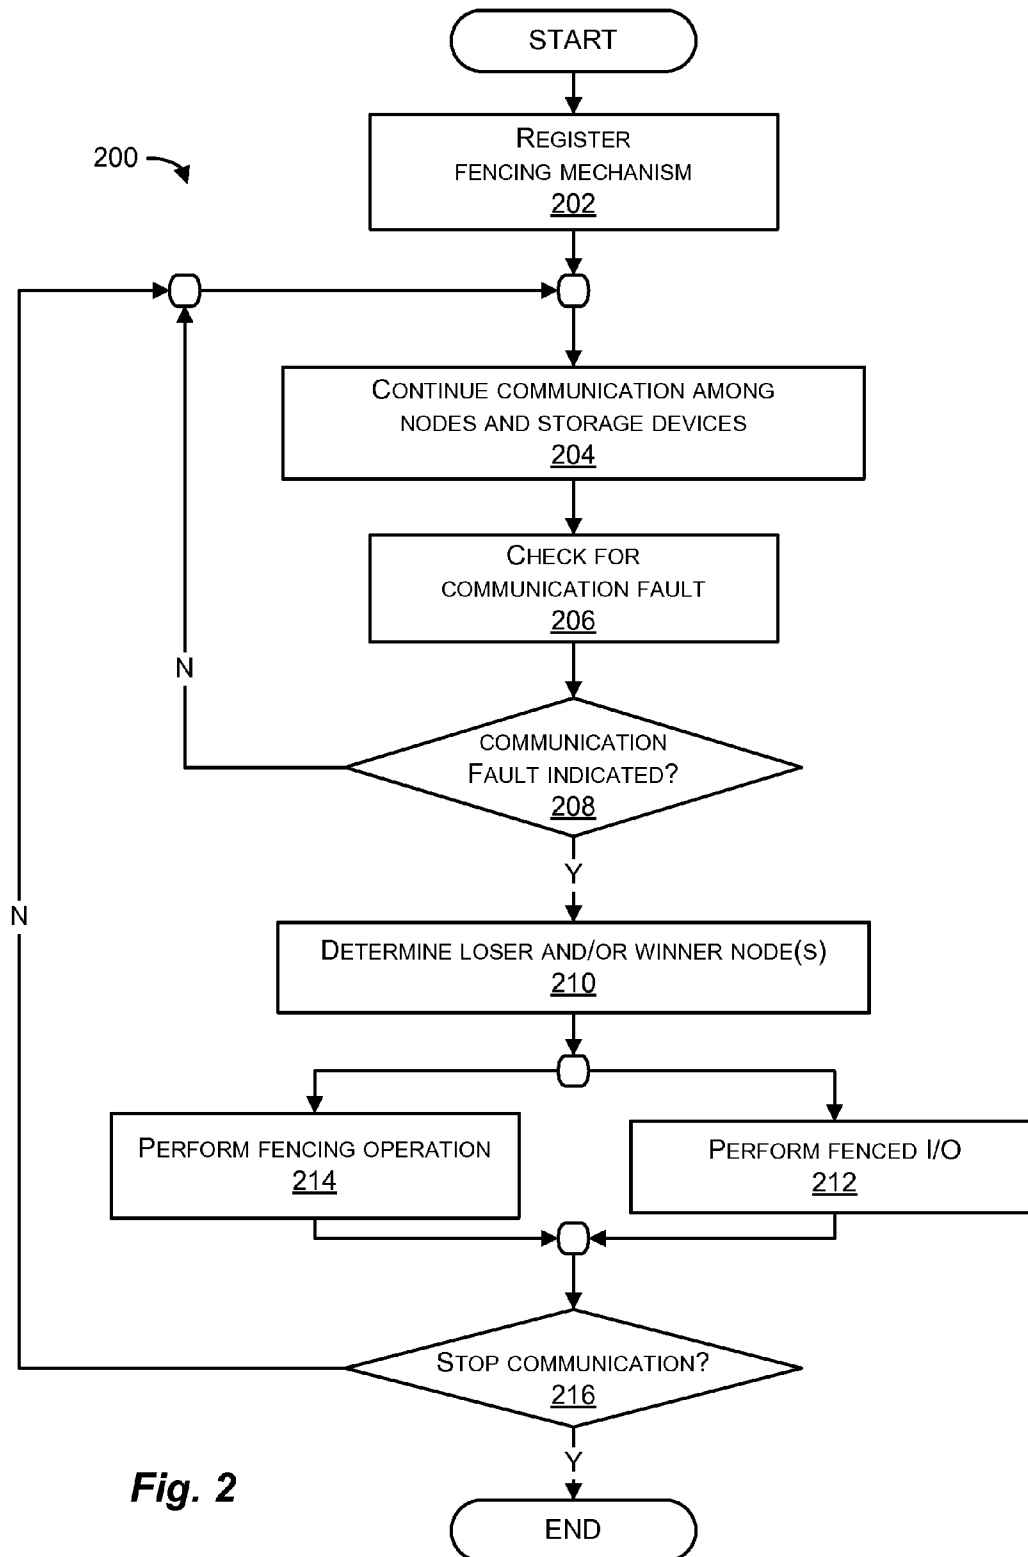 START
REGISTER
FENCING MECHANISM
202
200
CONTINUE COMMUNICATION AMONG
NODES AND STORAGE DEVICES
204
CHECK FOR
COMMUNICATION FAULT
206
N
COMMUNICATION
FAULT INDICATED?
208
Y
N
DETERMINE LOSER AND/OR WINNER NODE(S)
210
PERFORM FENCING OPERATION
214
PERFORM FENCED I/O
212
STOP COMMUNICATION?
216
Y
Fig. 2
END